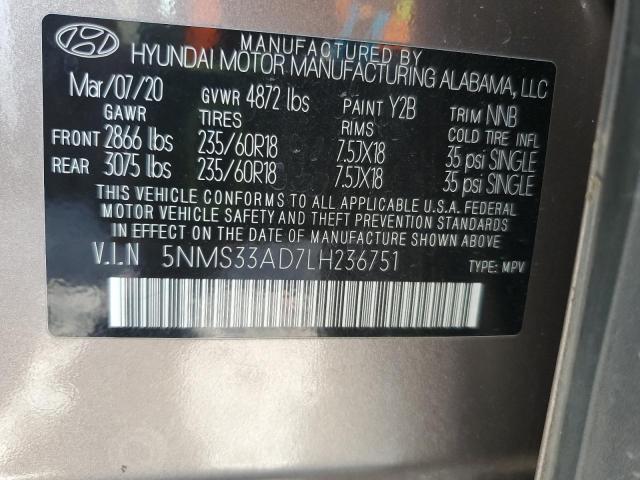 MANUFACTURED BY
HYUNDAI MOTOR MANUFACTURING ALABAMA, LLC
Mar/07/20 GVWR 4872 lbs PAINT Y2B TRIM NNB
GAWR TIRES RIMS COLD TIRE INFL
FRONT 2866 lbs 235/60R18 7.5JX18 35 psi SINGLE
REAR 3075 lbs 235/60R18 7.5JX18 35 psi SINGLE
THIS VEHICLE CONFORMS TO ALL APPLICABLE U.S.A. FEDERAL
MOTOR VEHICLE SAFETY AND THEFT PREVENTION STANDARDS
IN EFFECT ON THE DATE OF MANUFACTURE SHOWN ABOVE.
V.I.N 5NMS33AD7LH236751 TYPE: MPV